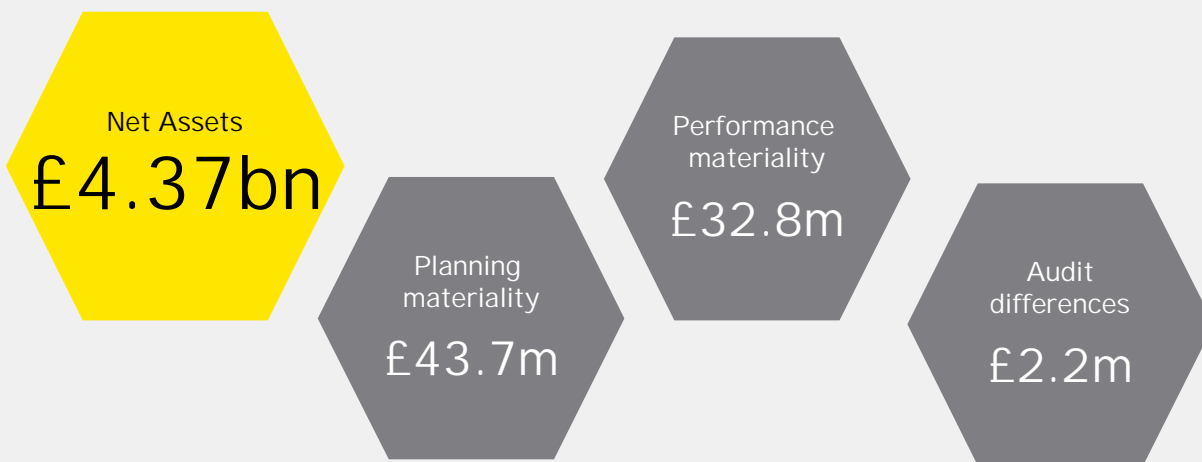 Net Assets
£4.37bn
Planning
materiality
£43.7m
Performance
materiality
£32.8m
Audit
differences
£2.2m